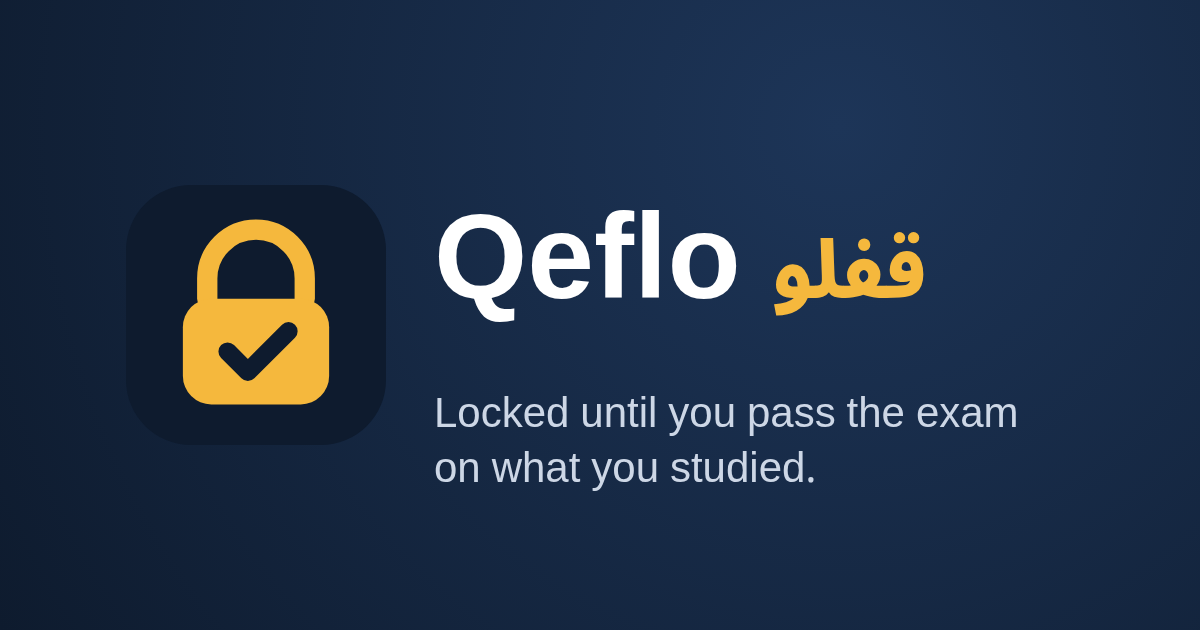 Qeflo قفلو
Locked until you pass the exam
on what you studied.